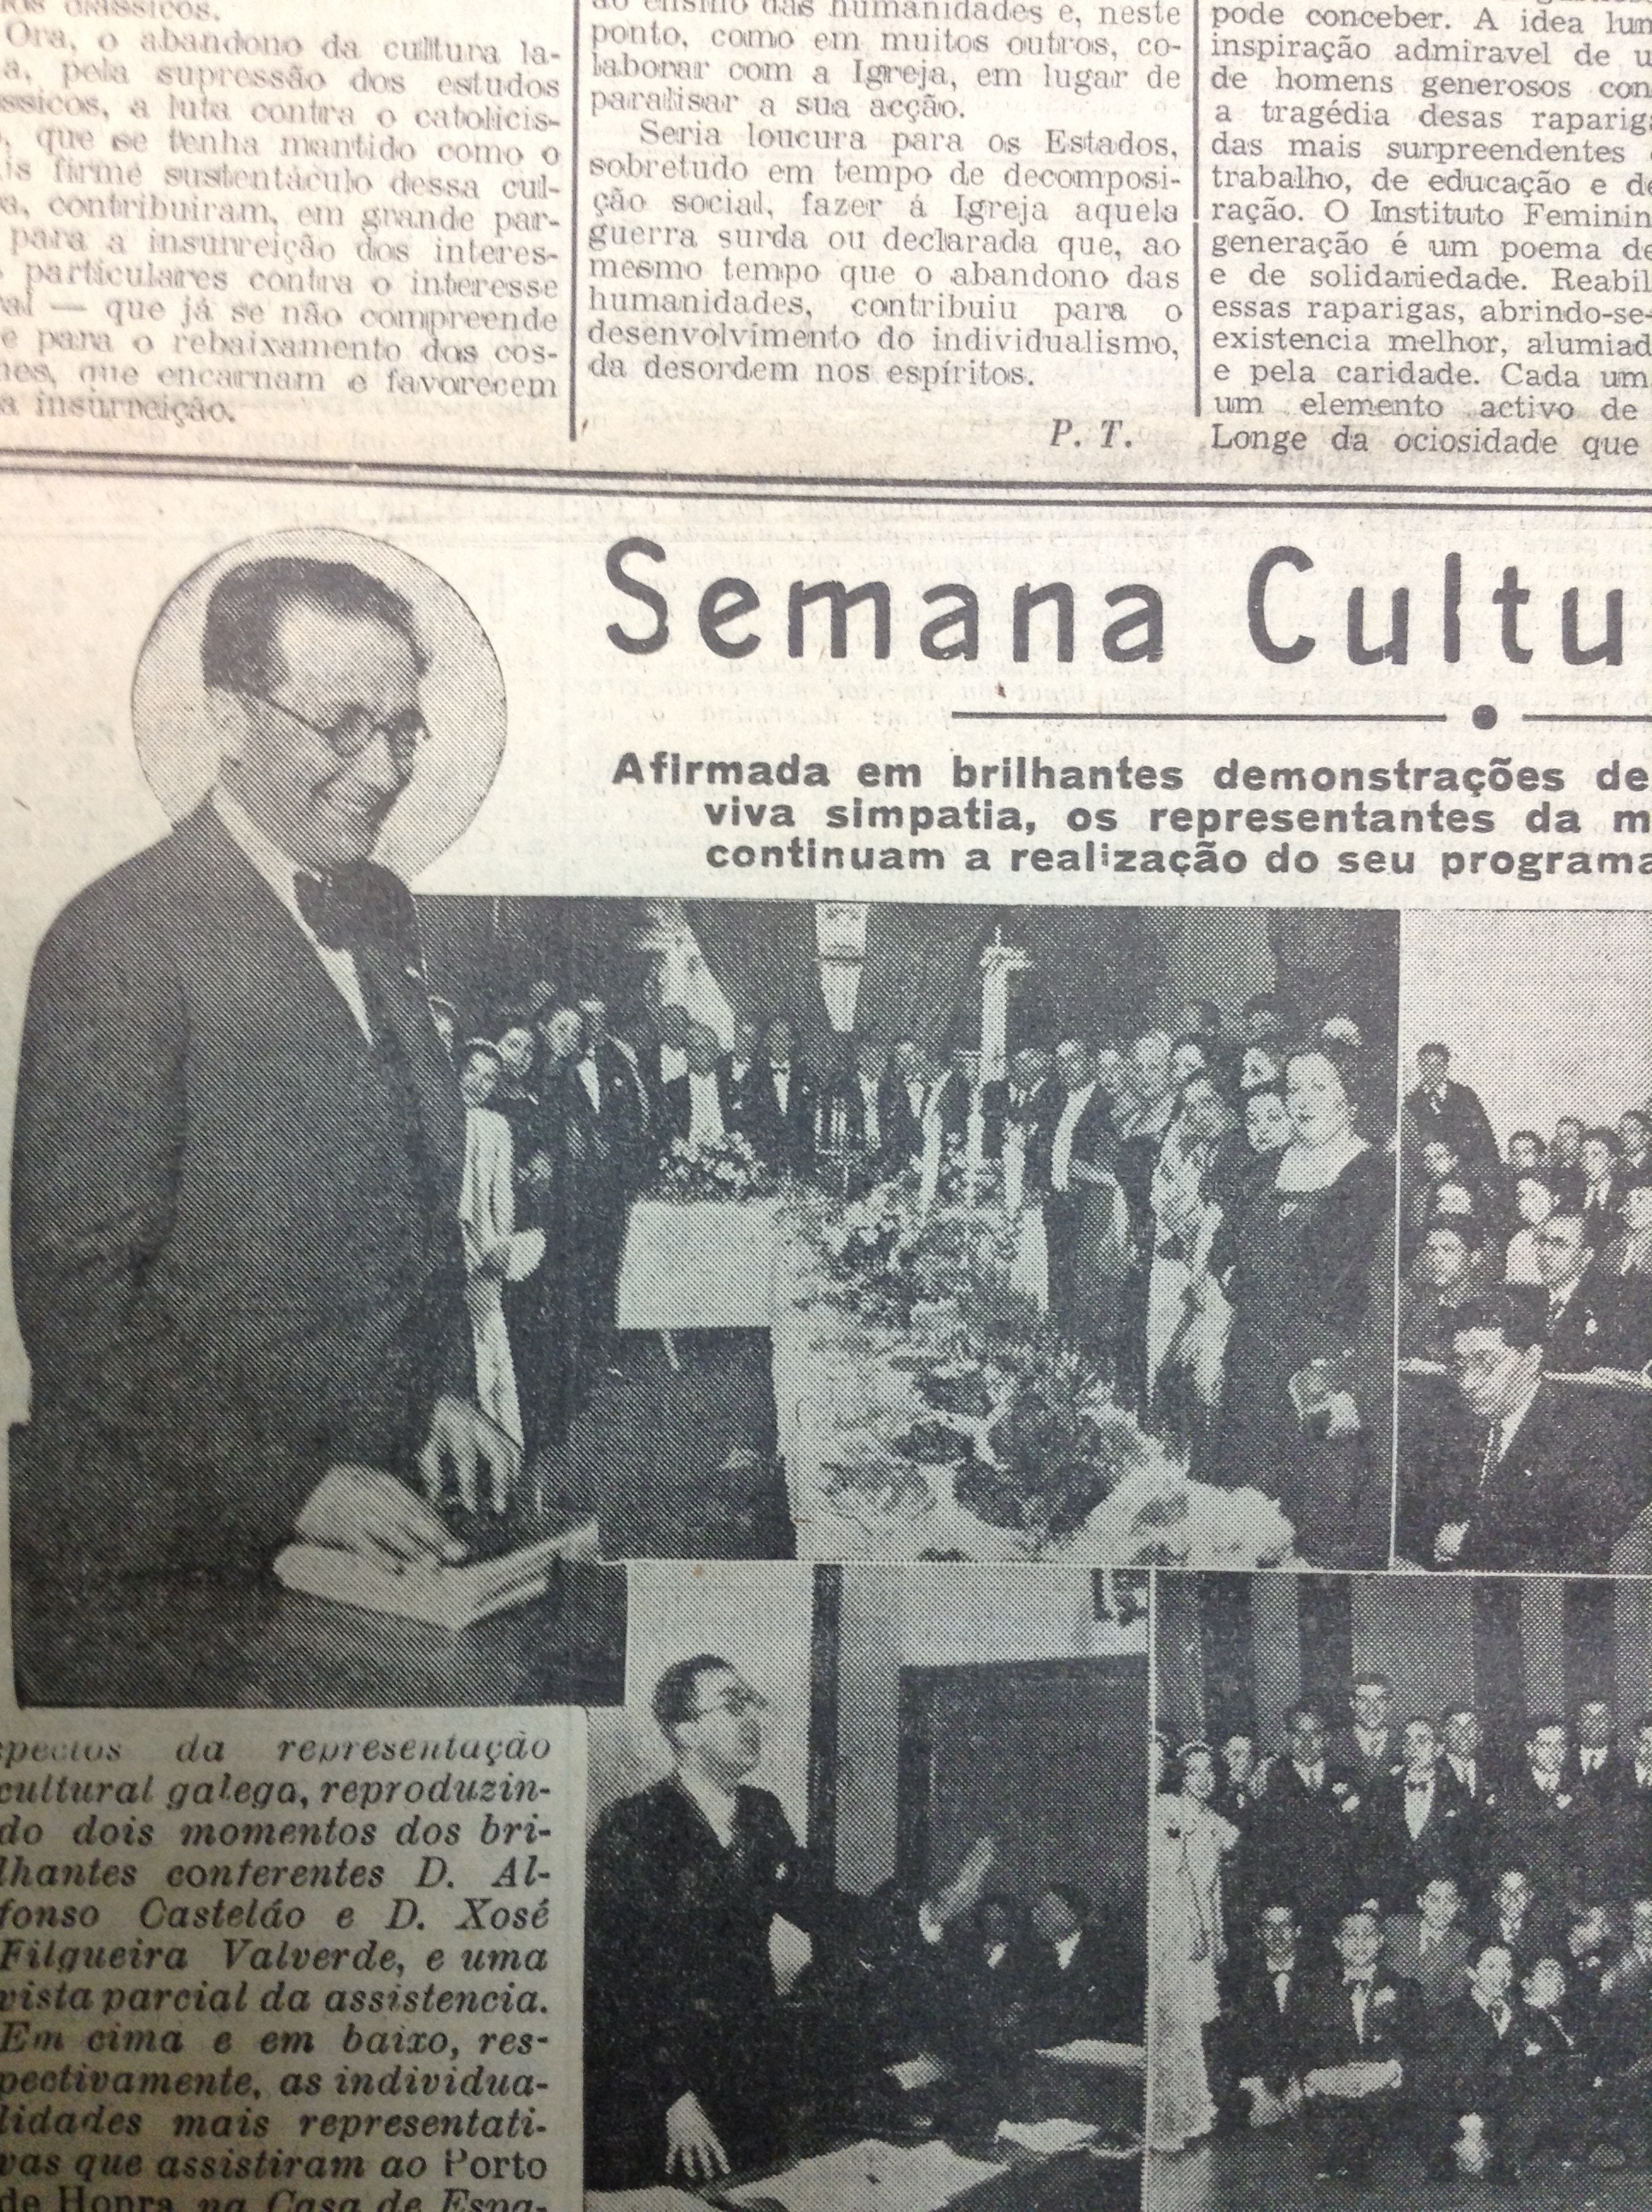 Ora, o abandono da cultura la-
a, pela supressão dos estudos
ssicos, a luta contra o catolicis-
, que se tenha mantido como o
is firme sustentáculo dessa cul-
a, contribuiram, em grande par-
para a insurreição dos interes-
particulares contra o interesse
al — que já se não compreende
e para o rebaixamento dos cos-
mes, que encarnam e favorecem
a insurreição.
ao ensino das humanidades e, neste
ponto, como em muitos outros, co-
laborar com a Igreja, em lugar de
paralisar a sua acção.
Seria loucura para os Estados,
sobretudo em tempo de decomposi-
ção social, fazer á Igreja aquela
guerra surda ou declarada que, ao
mesmo tempo que o abandono das
humanidades, contribuiu para o
desenvolvimento do individualismo,
da desordem nos espíritos.
P. T.
pode conceber. A idea lum
inspiração admiravel de u
de homens generosos con
a tragédia desas rapariga
das mais surpreendentes
trabalho, de educação e de
ração. O Instituto Feminin
generação é um poema de
e de solidariedade. Reabil
essas raparigas, abrindo-se-
existencia melhor, alumiad
e pela caridade. Cada um
um elemento activo de
Longe da ociosidade que
Semana Cultu
Afirmada em brilhantes demonstrações de
viva simpatia, os representantes da m
continuam a realização do seu programa
spectos da representação
cultural galega, reproduzin-
do dois momentos dos bri-
lhantes conferentes D. Al-
fonso Casteláo e D. Xosé
Filgueira Valverde, e uma
vista parcial da assistencia.
Em cima e em baixo, res-
pectivamente, as individua-
lidades mais representati-
vas que assistiram ao Porto
de Honra na Casa de Espa-